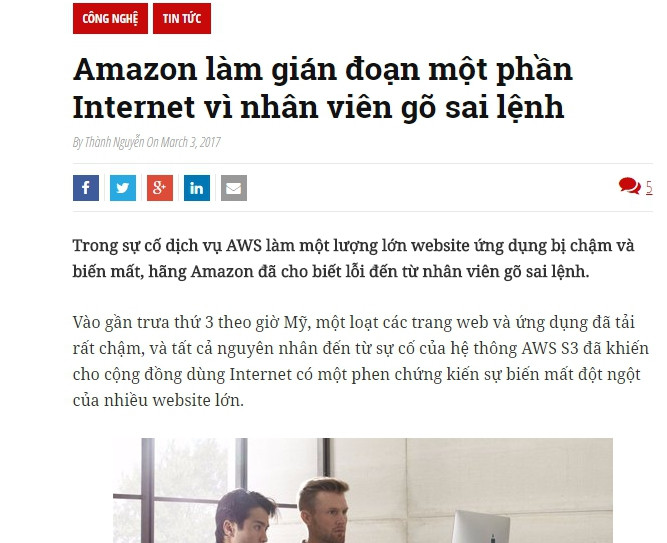 CÔNG NGHỆ TIN TỨC
Amazon làm gián đoạn một phần
Internet vì nhân viên gõ sai lệnh
By Thành Nguyễn On March 3, 2017
5
Trong sự cố dịch vụ AWS làm một lượng lớn website ứng dụng bị chậm và
biến mất, hãng Amazon đã cho biết lỗi đến từ nhân viên gõ sai lệnh.
Vào gần trưa thứ 3 theo giờ Mỹ, một loạt các trang web và ứng dụng đã tải
rất chậm, và tất cả nguyên nhân đến từ sự cố của hệ thống AWS S3 đã khiến
cho cộng đồng dùng Internet có một phen chứng kiến sự biến mất đột ngột
của nhiều website lớn.